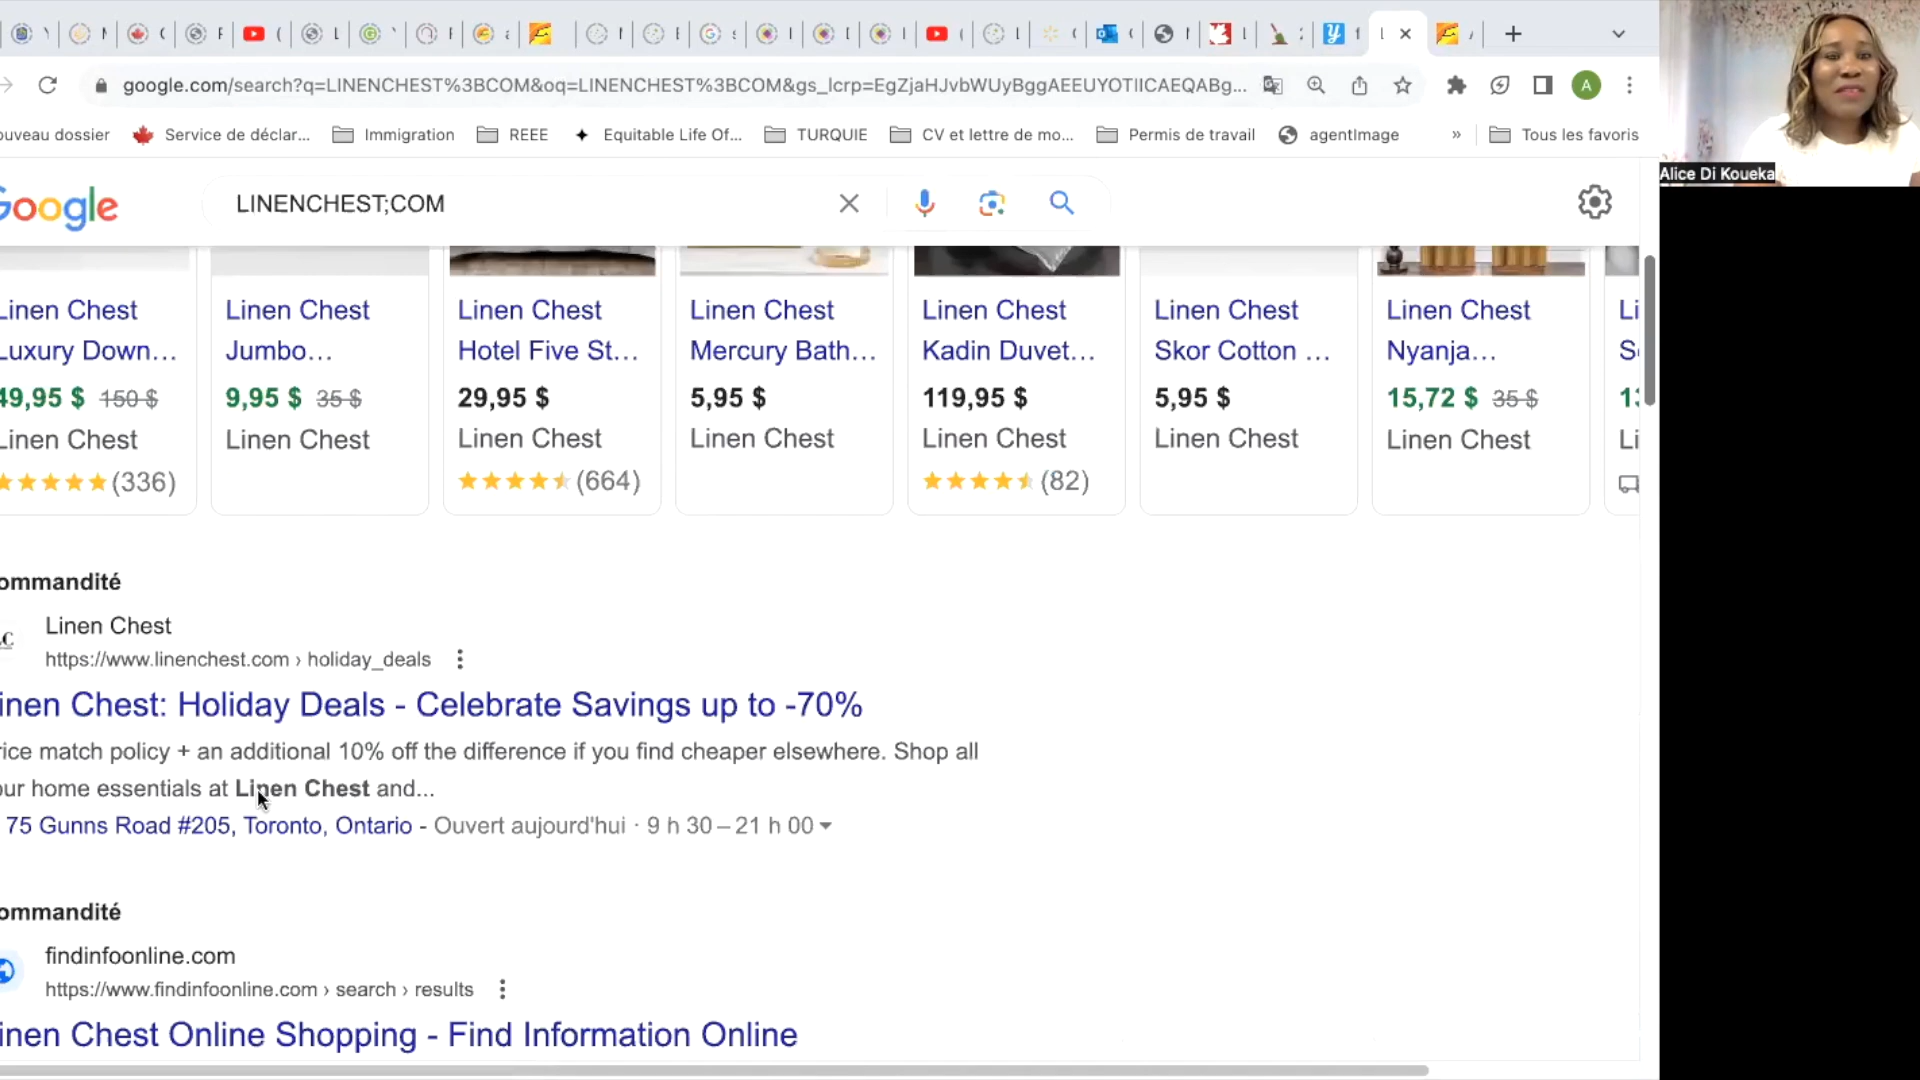 google.com/search?q=LINENCHEST%3BCOM&oq=LINENCHEST%3BCOM&gs_lcrp=EgZjaHJvbWUyBggAEEUYOTIICAEQABg...
A
ouveau dossier Service de déclar... Immigration REEE Equitable Life Of... TURQUIE CV et lettre de mo... Permis de travail agentImage » Tous les favoris
Alice Di Koueka
Google LINENCHEST;COM
Linen Chest Linen Chest Linen Chest Linen Chest Linen Chest Linen Chest Linen Chest Li
Luxury Down... Jumbo... Hotel Five St... Mercury Bath... Kadin Duvet... Skor Cotton ... Nyanja...
49,95 $ 150 $ 9,95 $ 35 $ 29,95 $ 5,95 $ 119,95 $ 5,95 $ 15,72 $ 35 $
Linen Chest Linen Chest Linen Chest Linen Chest Linen Chest Linen Chest Linen Chest Li
(336) (664) (82)
ommandité
Linen Chest
https://www.linenchest.com › holiday_deals
inen Chest: Holiday Deals - Celebrate Savings up to -70%
rice match policy + an additional 10% off the difference if you find cheaper elsewhere. Shop all
our home essentials at Linen Chest and...
75 Gunns Road #205, Toronto, Ontario - Ouvert aujourd'hui · 9 h 30 – 21 h 00
ommandité
findinfoonline.com
https://www.findinfoonline.com › search › results
inen Chest Online Shopping - Find Information Online